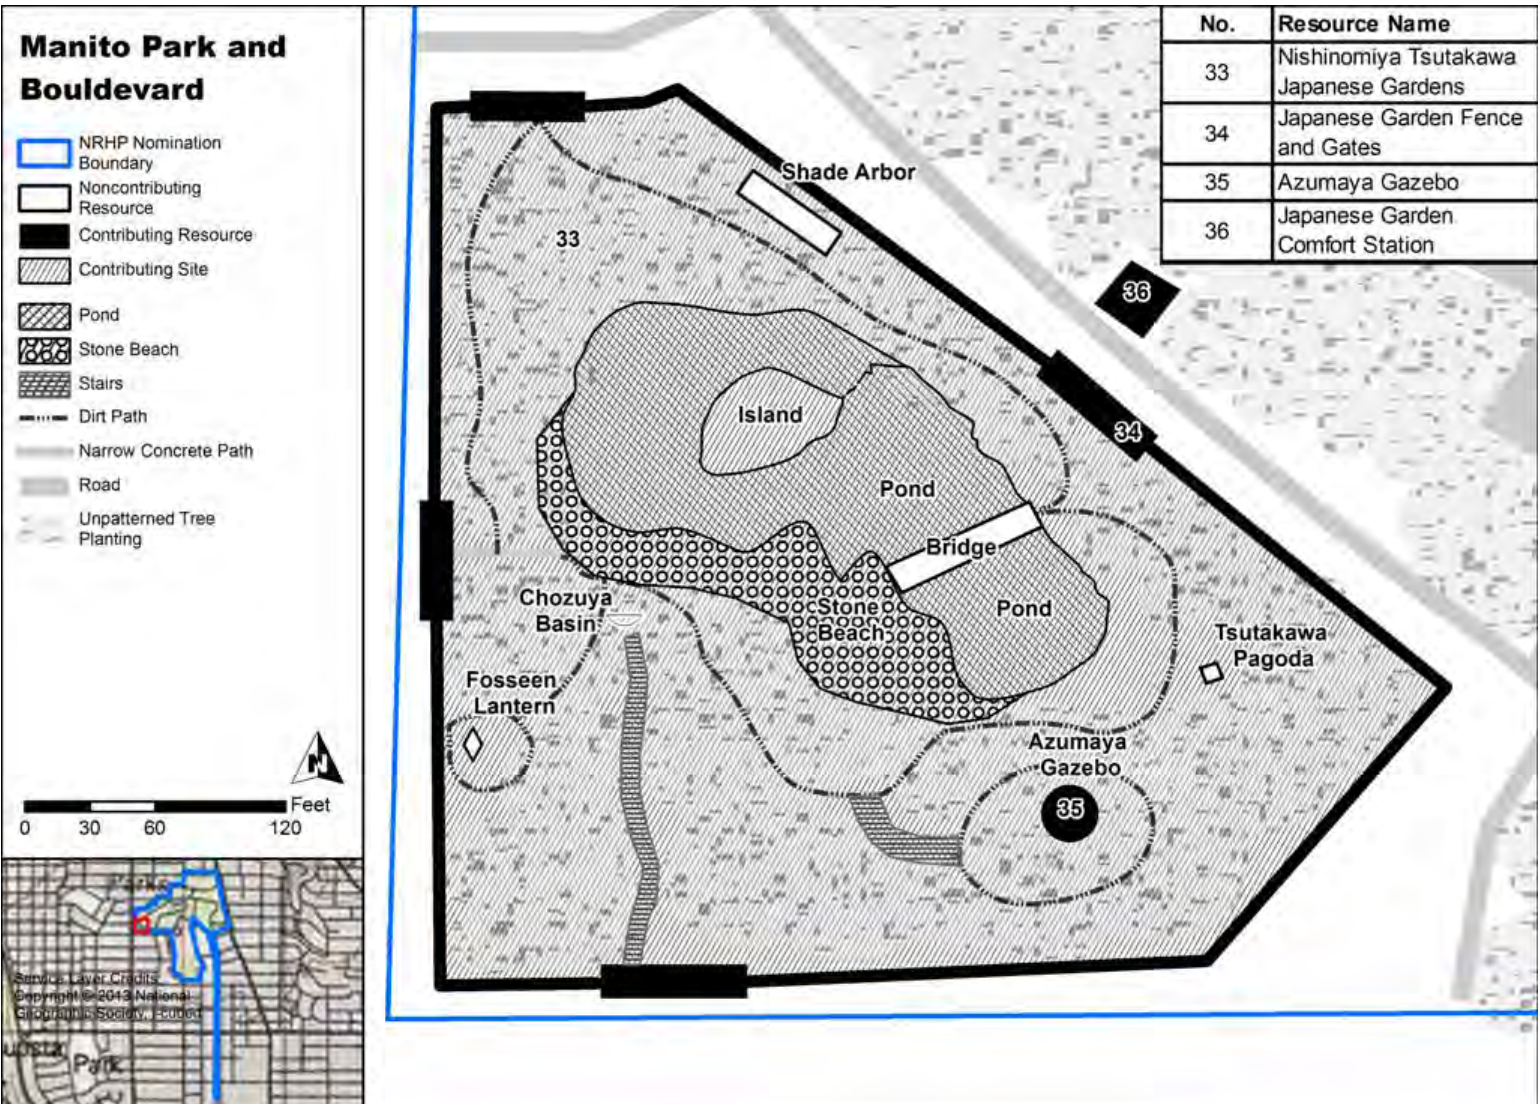 Manito Park and
Bouldevard
NRHP Nomination
Boundary
Noncontributing
Resource
Contributing Resource
Contributing Site
Pond
Stone Beach
Stairs
Dirt Path
Narrow Concrete Path
Road
Unpatterned Tree
Planting
N
Feet
0 30 60 120
Service Layer Credits:
Copyright © 2013 National
Geographic Society, i-cubed
Park
No. Resource Name
33 Nishinomiya Tsutakawa
Japanese Gardens
34 Japanese Garden Fence
and Gates
35 Azumaya Gazebo
36 Japanese Garden
Comfort Station
Shade Arbor
33
36
34
Island
Pond
Bridge
Chozuya
Basin
Stone
Beach
Pond
Tsutakawa
Pagoda
Fosseen
Lantern
Azumaya
Gazebo
35